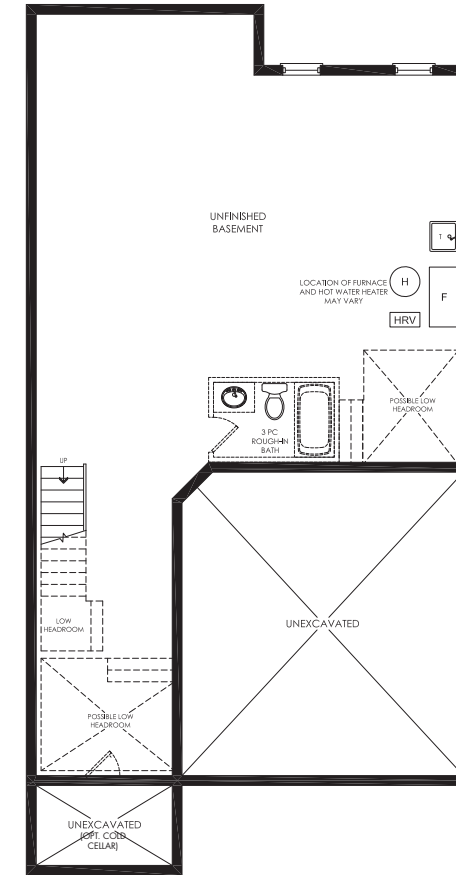 UNFINISHED
BASEMENT
T
LOCATION OF FURNACE
AND HOT WATER HEATER
MAY VARY
H
F
HRV
POSSIBLE LOW
HEADROOM
3 PC
ROUGH-IN
BATH
UP
LOW
HEADROOM
UNEXCAVATED
POSSIBLE LOW
HEADROOM
UNEXCAVATED
(OPT. COLD
CELLAR)